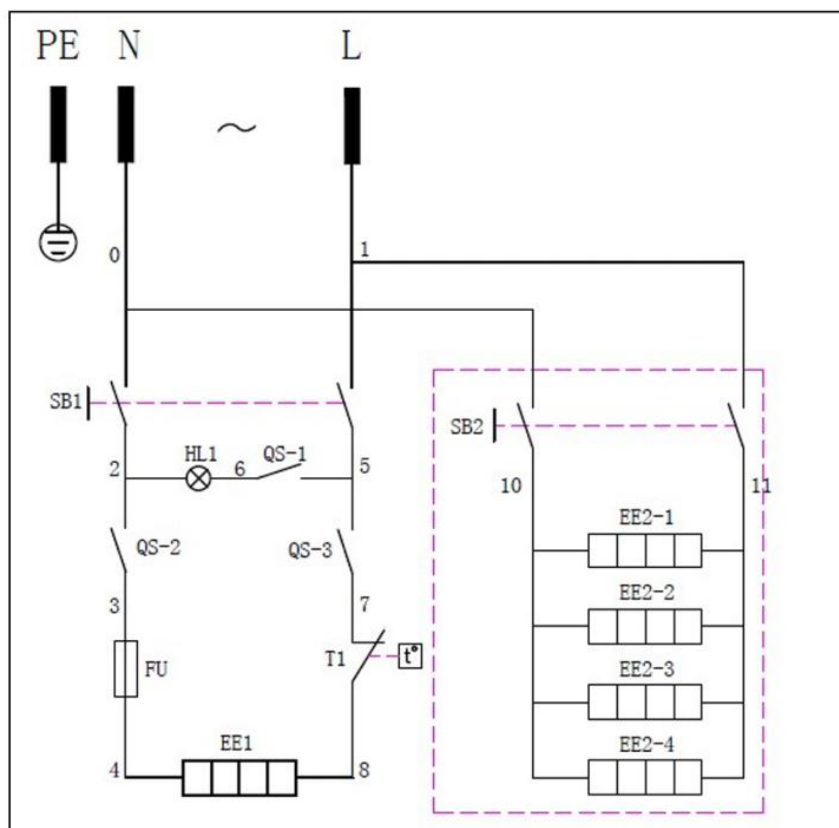 PE N L
~
0 1
SB1
SB2
HL1 QS-1
2 6 5
10 11
EE2-1
QS-2 QS-3
EE2-2
3 7
FU T1 t°
EE2-3
EE1
EE2-4
4 8